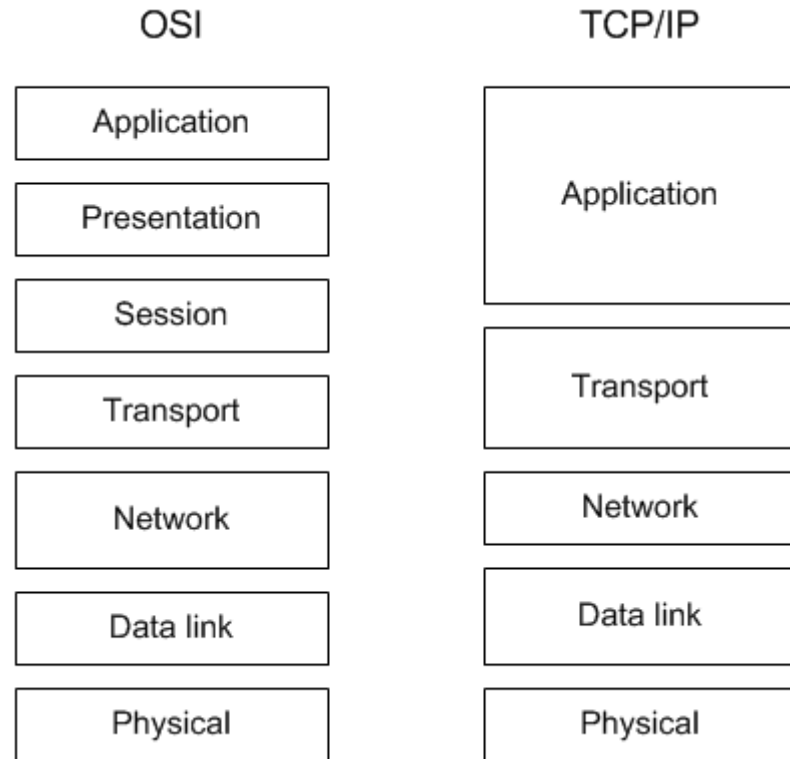 OSI
TCP/IP
Application
Presentation
Session
Transport
Network
Data link
Physical
Application
Transport
Network
Data link
Physical